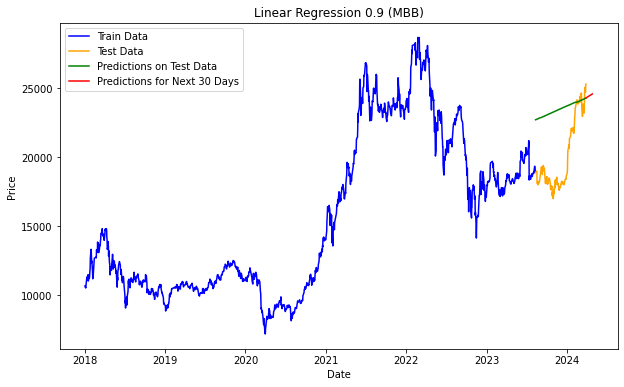 Linear Regression 0.9 (MBB)
Train Data
Test Data
Predictions on Test Data
Predictions for Next 30 Days
Price
25000
20000
15000
10000
2018 2019 2020 2021 2022 2023 2024
Date